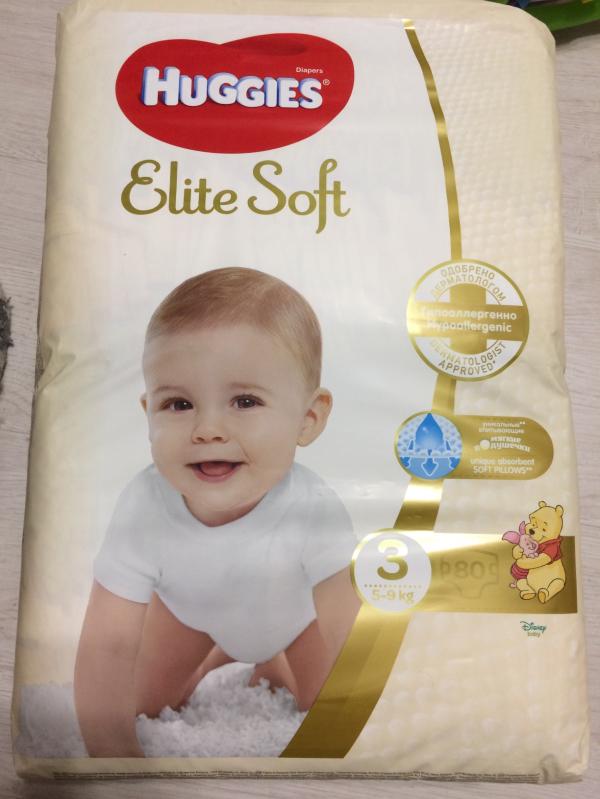 Diapers
HUGGIES®
Elite Soft
ОДОБРЕНО
ДЕРМАТОЛОГОМ
Гипоаллергенно
Hypoallergenic
DERMATOLOGIST
APPROVED*
уникальные**
впитывающие
мягкие
подушечки
unique absorbent
SOFT PILLOWS**
3
5-9 kg
80
Disney
baby